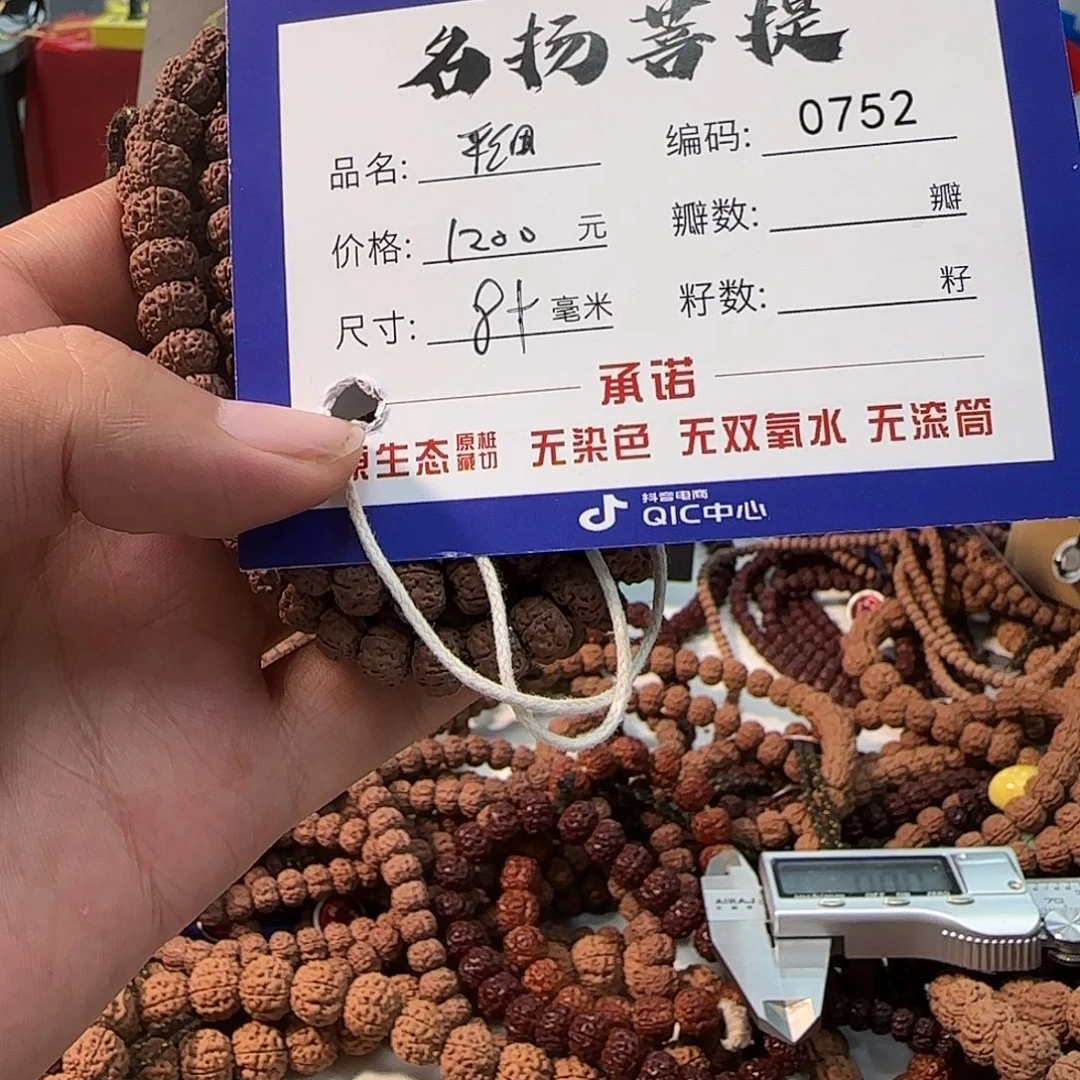 名扬菩提
品名:
编码: 0752
价格: 1200 元
瓣数: 瓣
尺寸: 8+ 毫米
籽数: 籽
承诺
原生态 原桩藏切 无染色 无双氧水 无滚筒
抖音电商
QIC中心